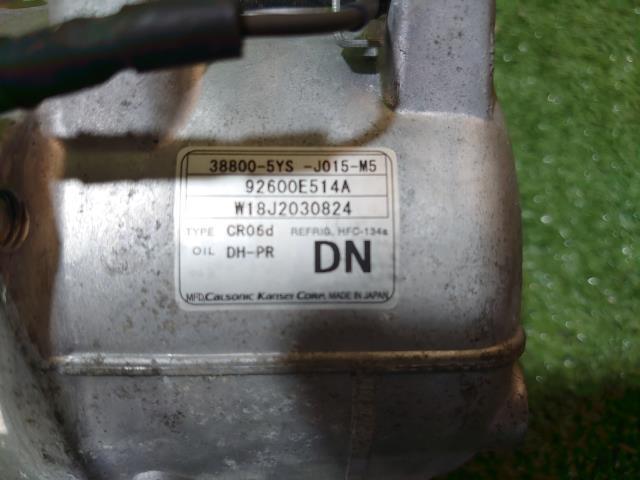 38800-5YS -J015-M5
92600E514A
W18J2030824
TYPE CR06d REFRIG. HFC-134a
OIL DH-PR DN
MFD. Calsonic Kansei Corp. MADE IN JAPAN